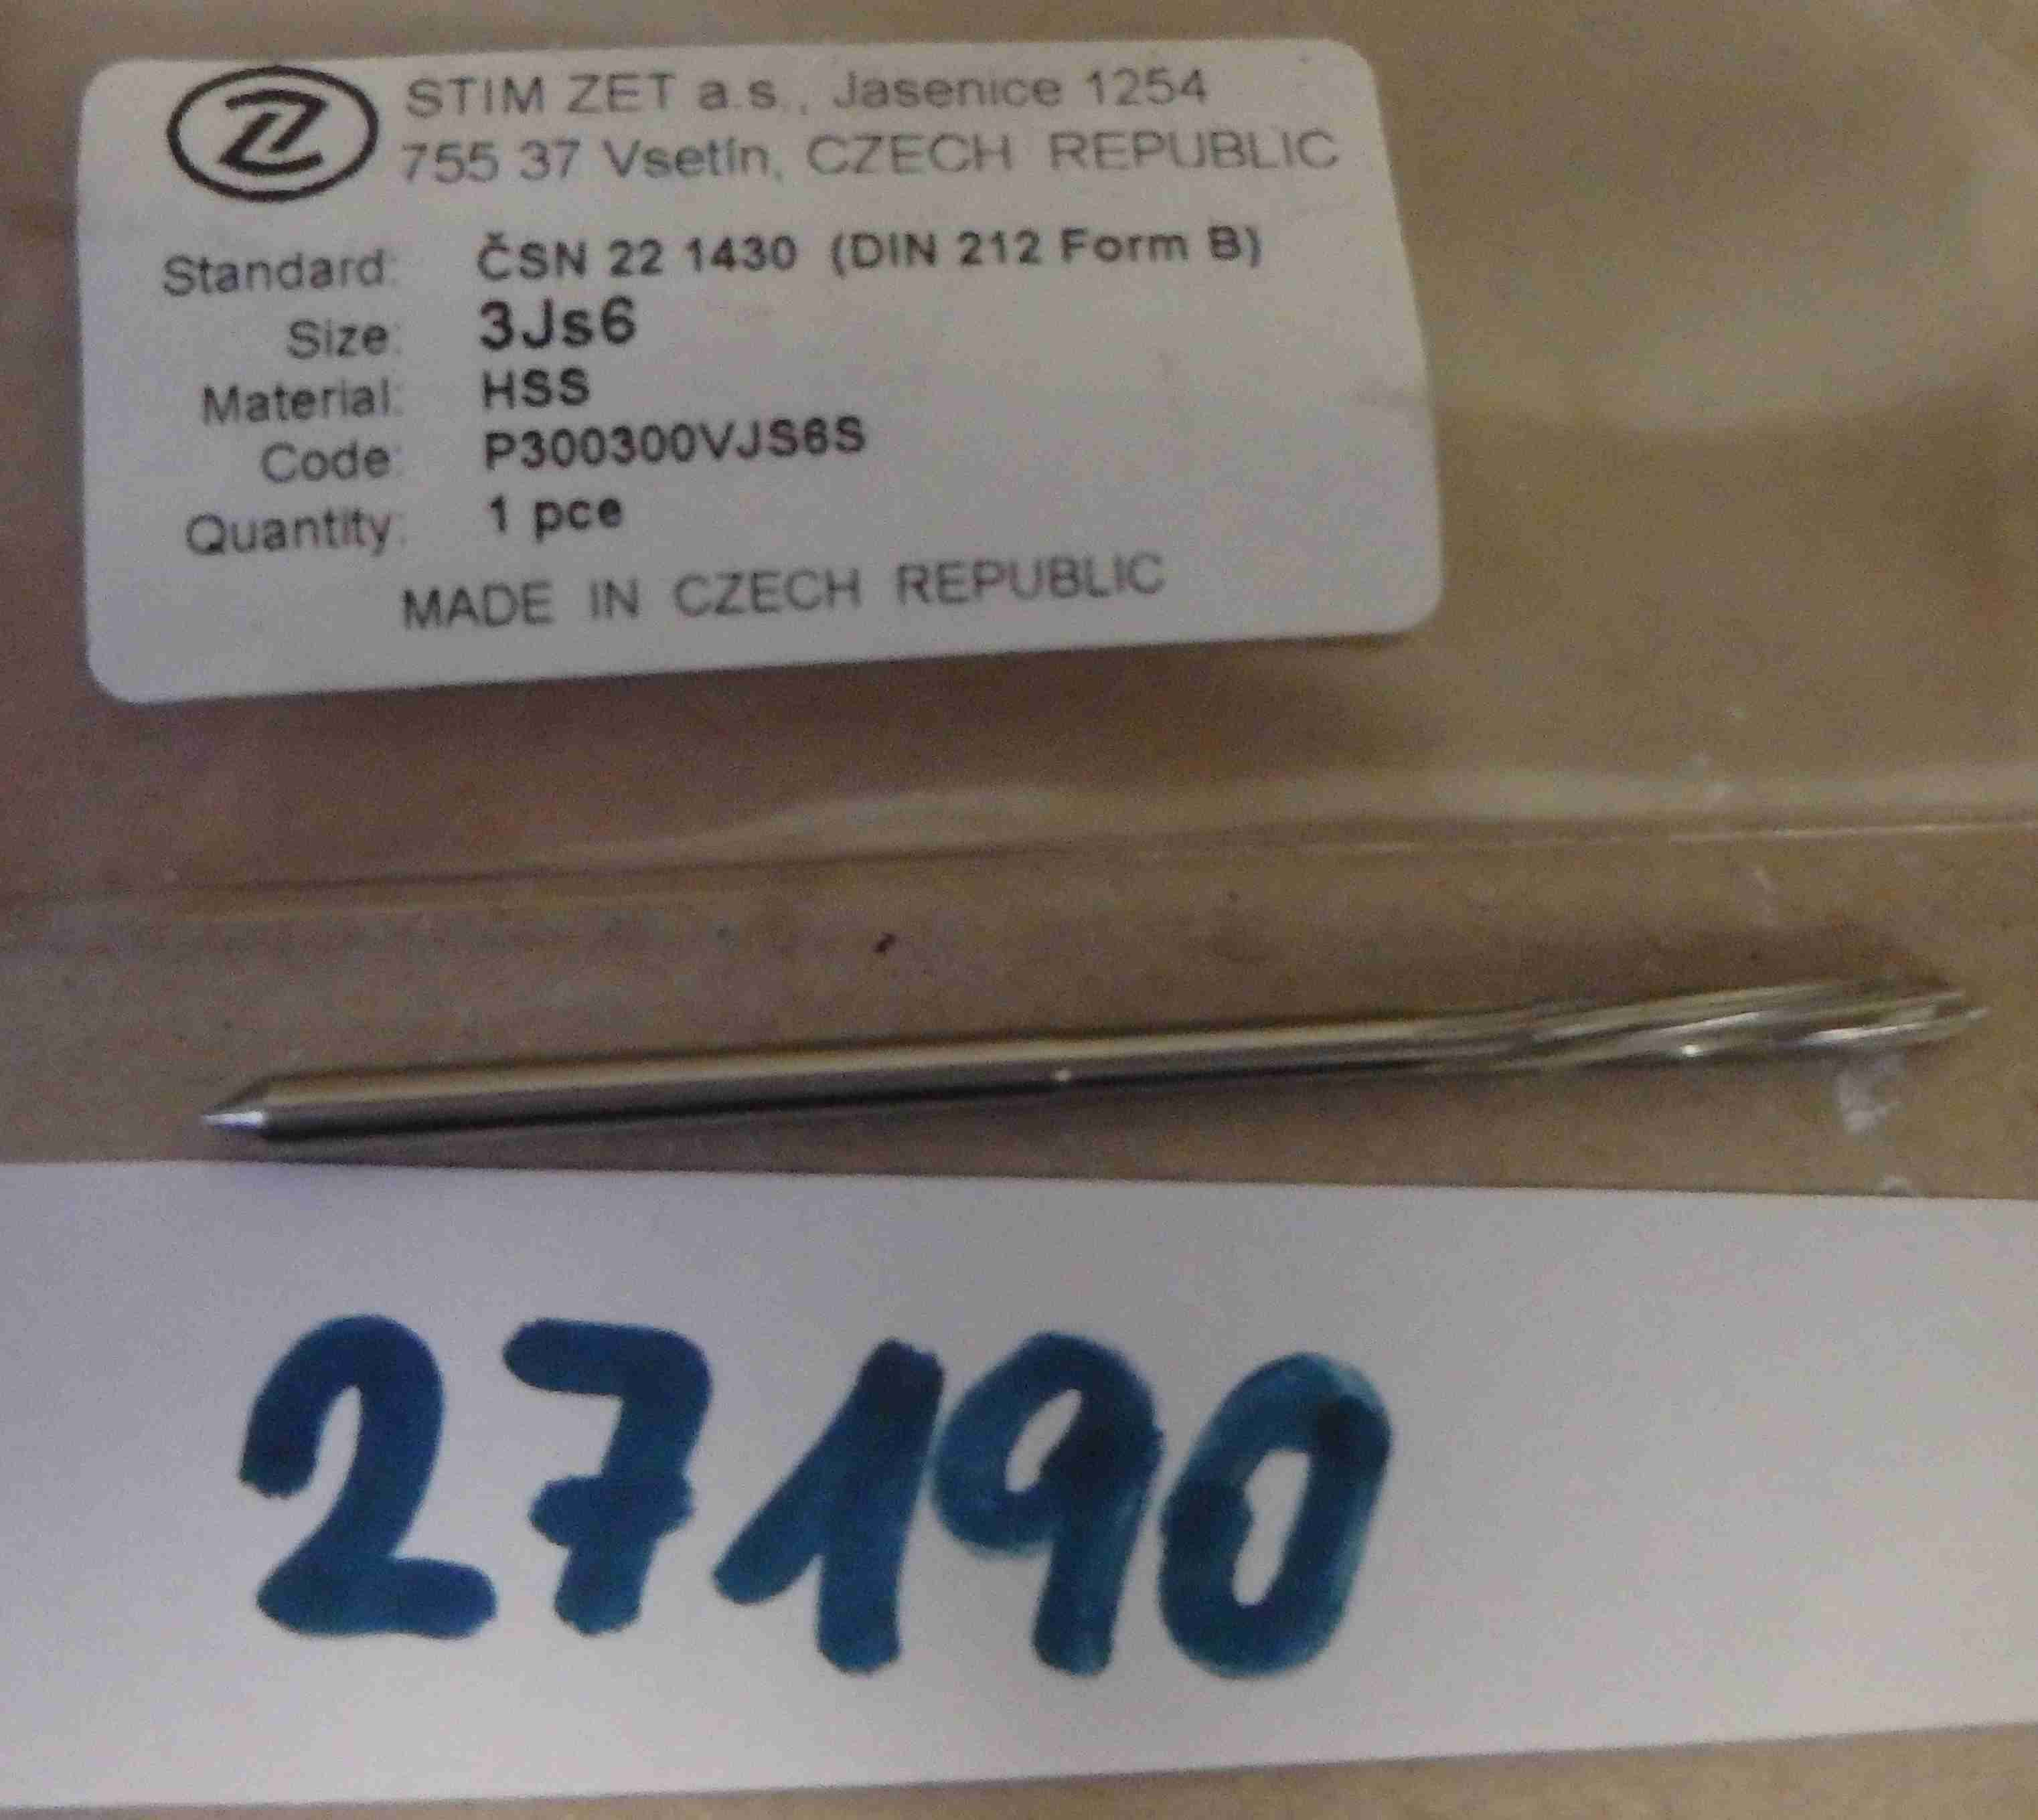 STIM ZET a.s., Jasenice 1254
755 37 Vsetín, CZECH REPUBLIC
Standard: ČSN 22 1430 (DIN 212 Form B)
Size: 3Js6
Material: HSS
Code: P300300VJS6S
Quantity: 1 pce
MADE IN CZECH REPUBLIC
27190